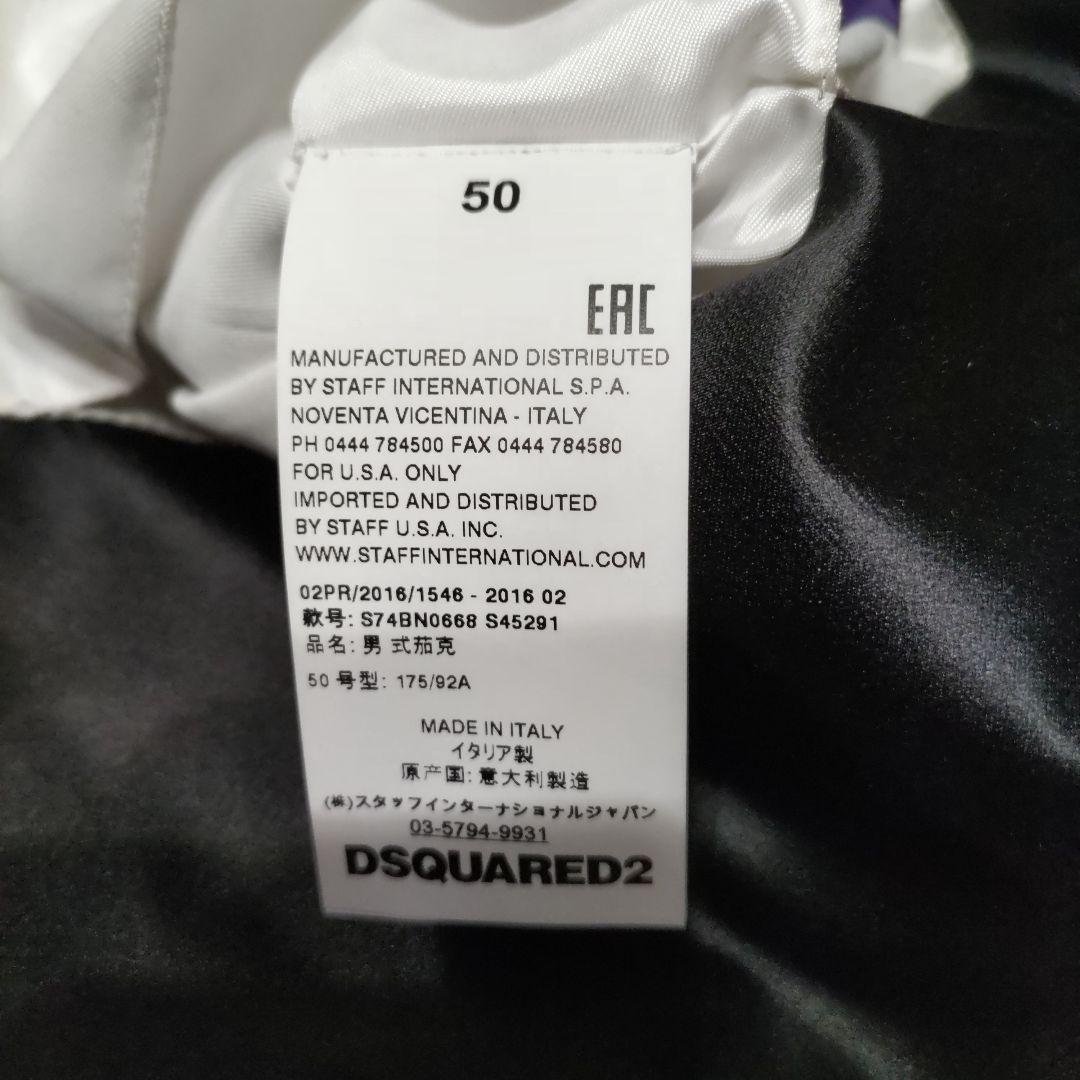 50
EAC
MANUFACTURED AND DISTRIBUTED
BY STAFF INTERNATIONAL S.P.A.
NOVENTA VICENTINA - ITALY
PH 0444 784500 FAX 0444 784580
FOR U.S.A. ONLY
IMPORTED AND DISTRIBUTED
BY STAFF U.S.A. INC.
WWW.STAFFINTERNATIONAL.COM
02PR/2016/1546 - 2016 02
款号: S74BN0668 S45291
品名: 男 式茄克
50 号型: 175/92A
MADE IN ITALY
イタリア製
原产国: 意大利製造
(株)スタッフインターナショナルジャパン
03-5794-9931
DSQUARED2